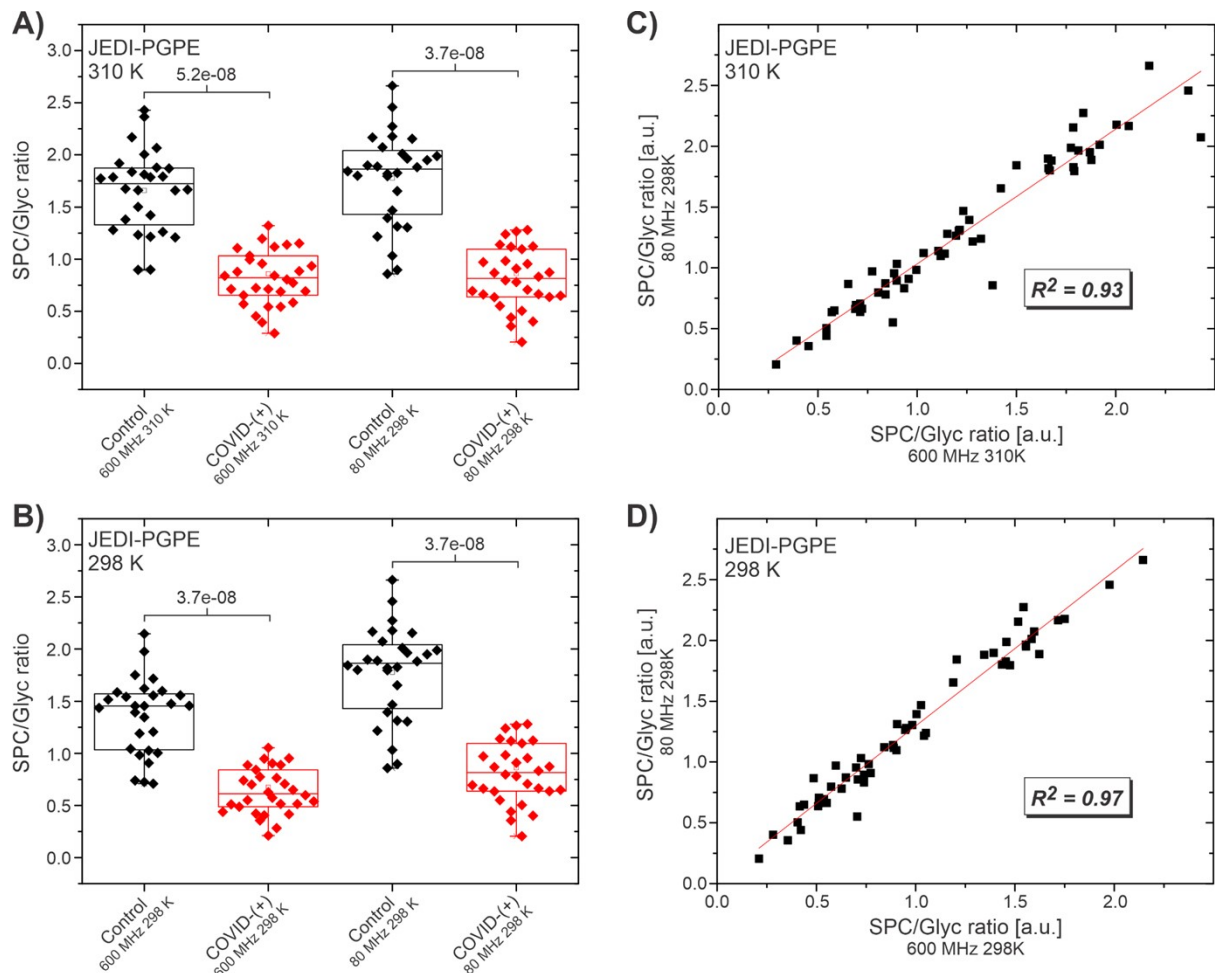 A)
JEDI-PGPE
310 K
5.2e-08
3.7e-08
3.0
2.5
2.0
1.5
1.0
0.5
0.0
SPC/Glyc ratio
Control
600 MHz 310 K
COVID-(+)
600 MHz 310 K
Control
80 MHz 298 K
COVID-(+)
80 MHz 298 K
C)
JEDI-PGPE
310 K
2.5
2.0
1.5
1.0
0.5
0.0
SPC/Glyc ratio [a.u.]
80 MHz 298K
R² = 0.93
0.0 0.5 1.0 1.5 2.0
SPC/Glyc ratio [a.u.]
600 MHz 310K
B)
JEDI-PGPE
298 K
3.7e-08
3.7e-08
3.0
2.5
2.0
1.5
1.0
0.5
0.0
SPC/Glyc ratio
Control
600 MHz 298 K
COVID-(+)
600 MHz 298 K
Control
80 MHz 298 K
COVID-(+)
80 MHz 298 K
D)
JEDI-PGPE
298 K
2.5
2.0
1.5
1.0
0.5
0.0
SPC/Glyc ratio [a.u.]
80 MHz 298K
R² = 0.97
0.0 0.5 1.0 1.5 2.0
SPC/Glyc ratio [a.u.]
600 MHz 298K